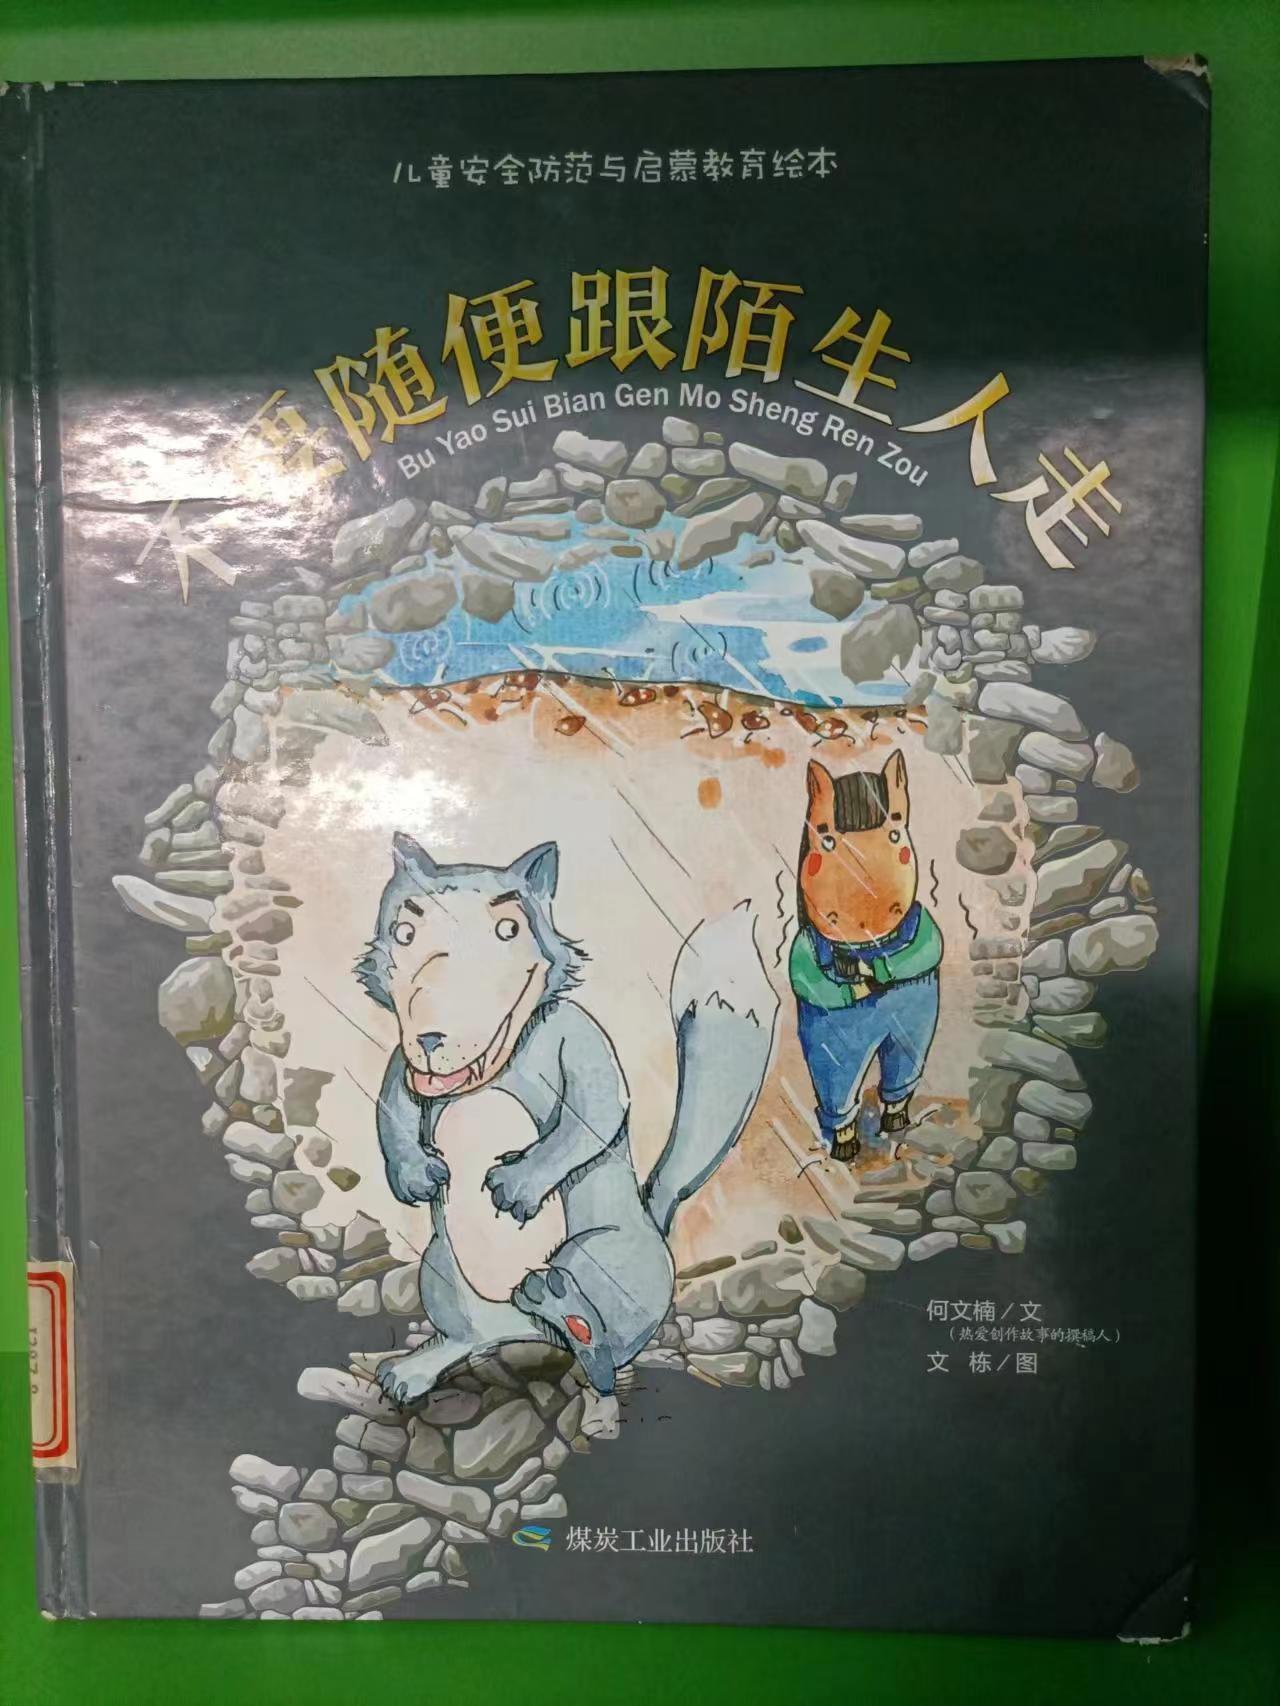 儿童安全防范与启蒙教育绘本
不要随便跟陌生人走
Bu Yao Sui Bian Gen Mo Sheng Ren Zou
何文楠／文
（热爱创作故事的撰稿人）
文 栋／图
煤炭工业出版社